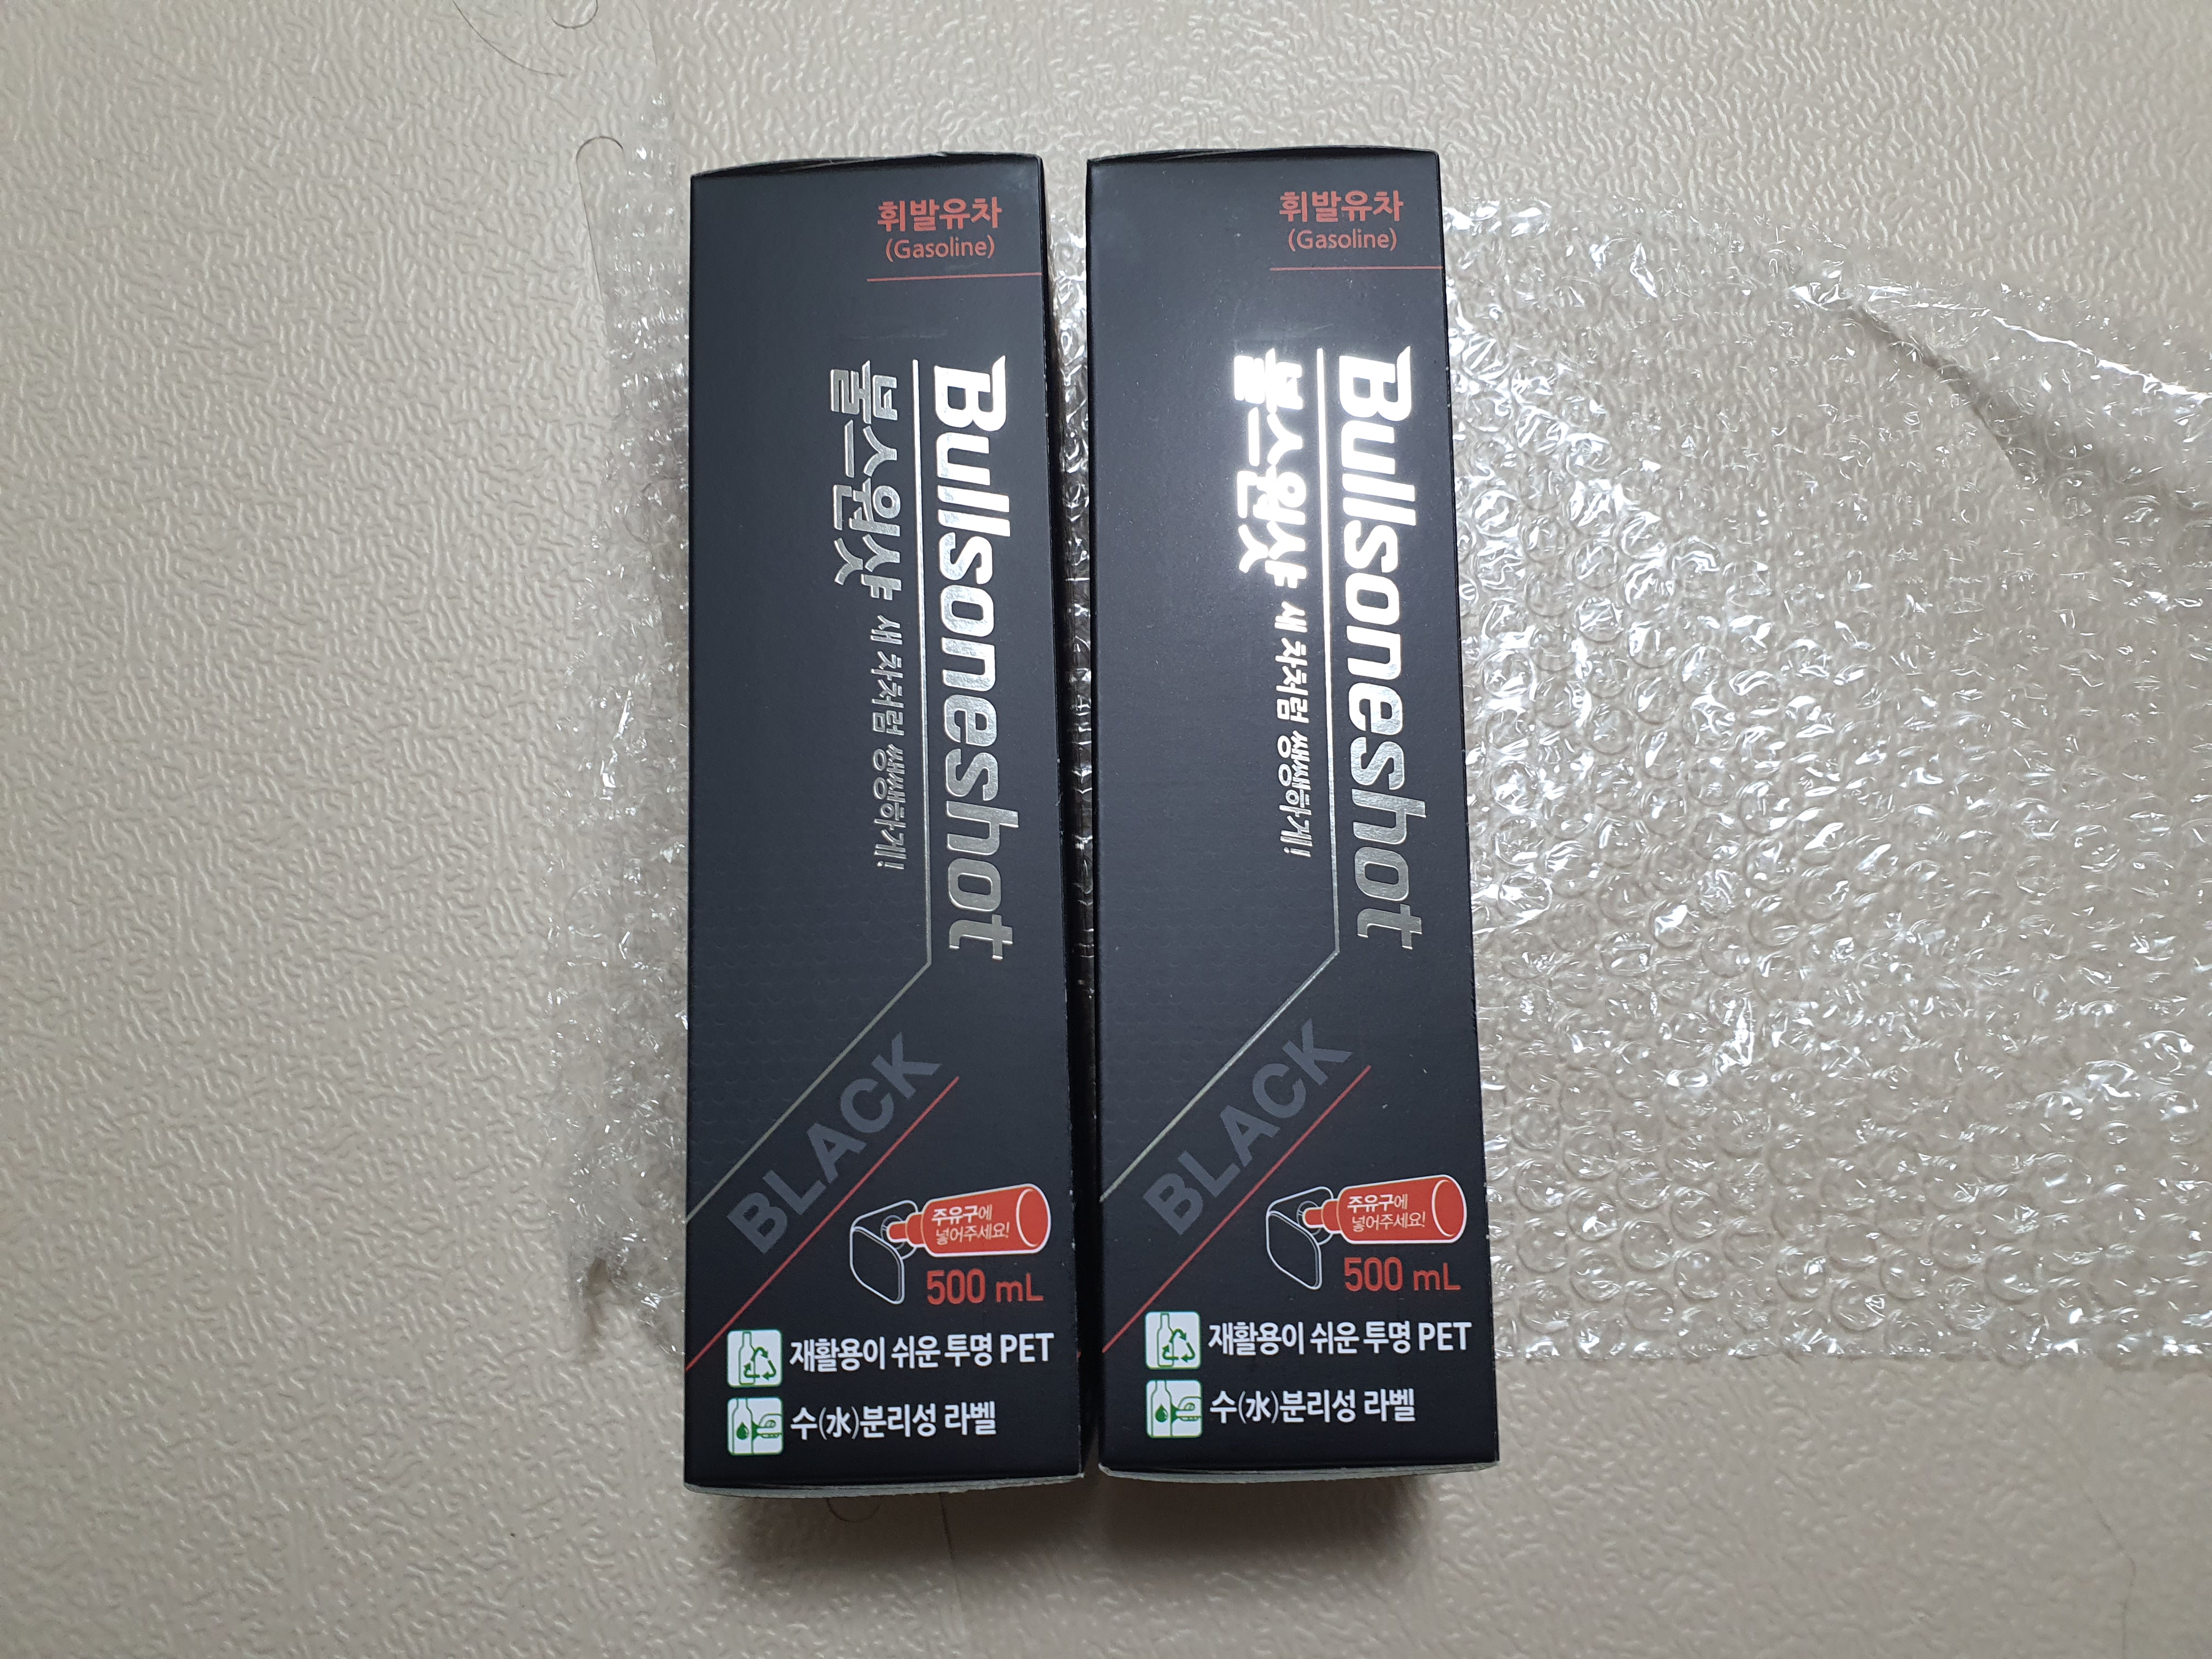 휘발유차
(Gasoline)
Bullsoneshot
불스원샷 새 차처럼 쌩쌩하게!
BLACK
주유구에
넣어주세요!
500 mL
재활용이 쉬운 투명 PET
수(水)분리성 라벨
휘발유차
(Gasoline)
Bullsoneshot
불스원샷 새 차처럼 쌩쌩하게!
BLACK
주유구에
넣어주세요!
500 mL
재활용이 쉬운 투명 PET
수(水)분리성 라벨